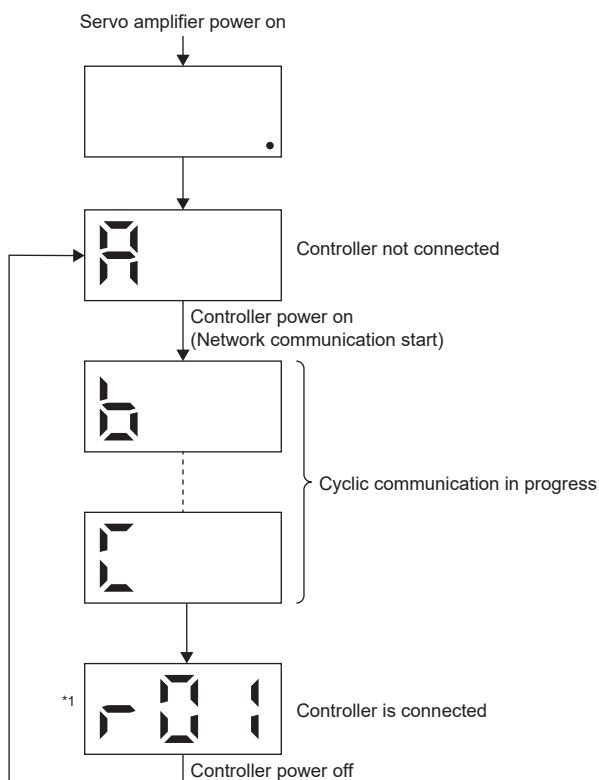 Servo amplifier power on
.
A
Controller not connected
Controller power on
(Network communication start)
b
Cyclic communication in progress
C
*1
r01
Controller is connected
Controller power off